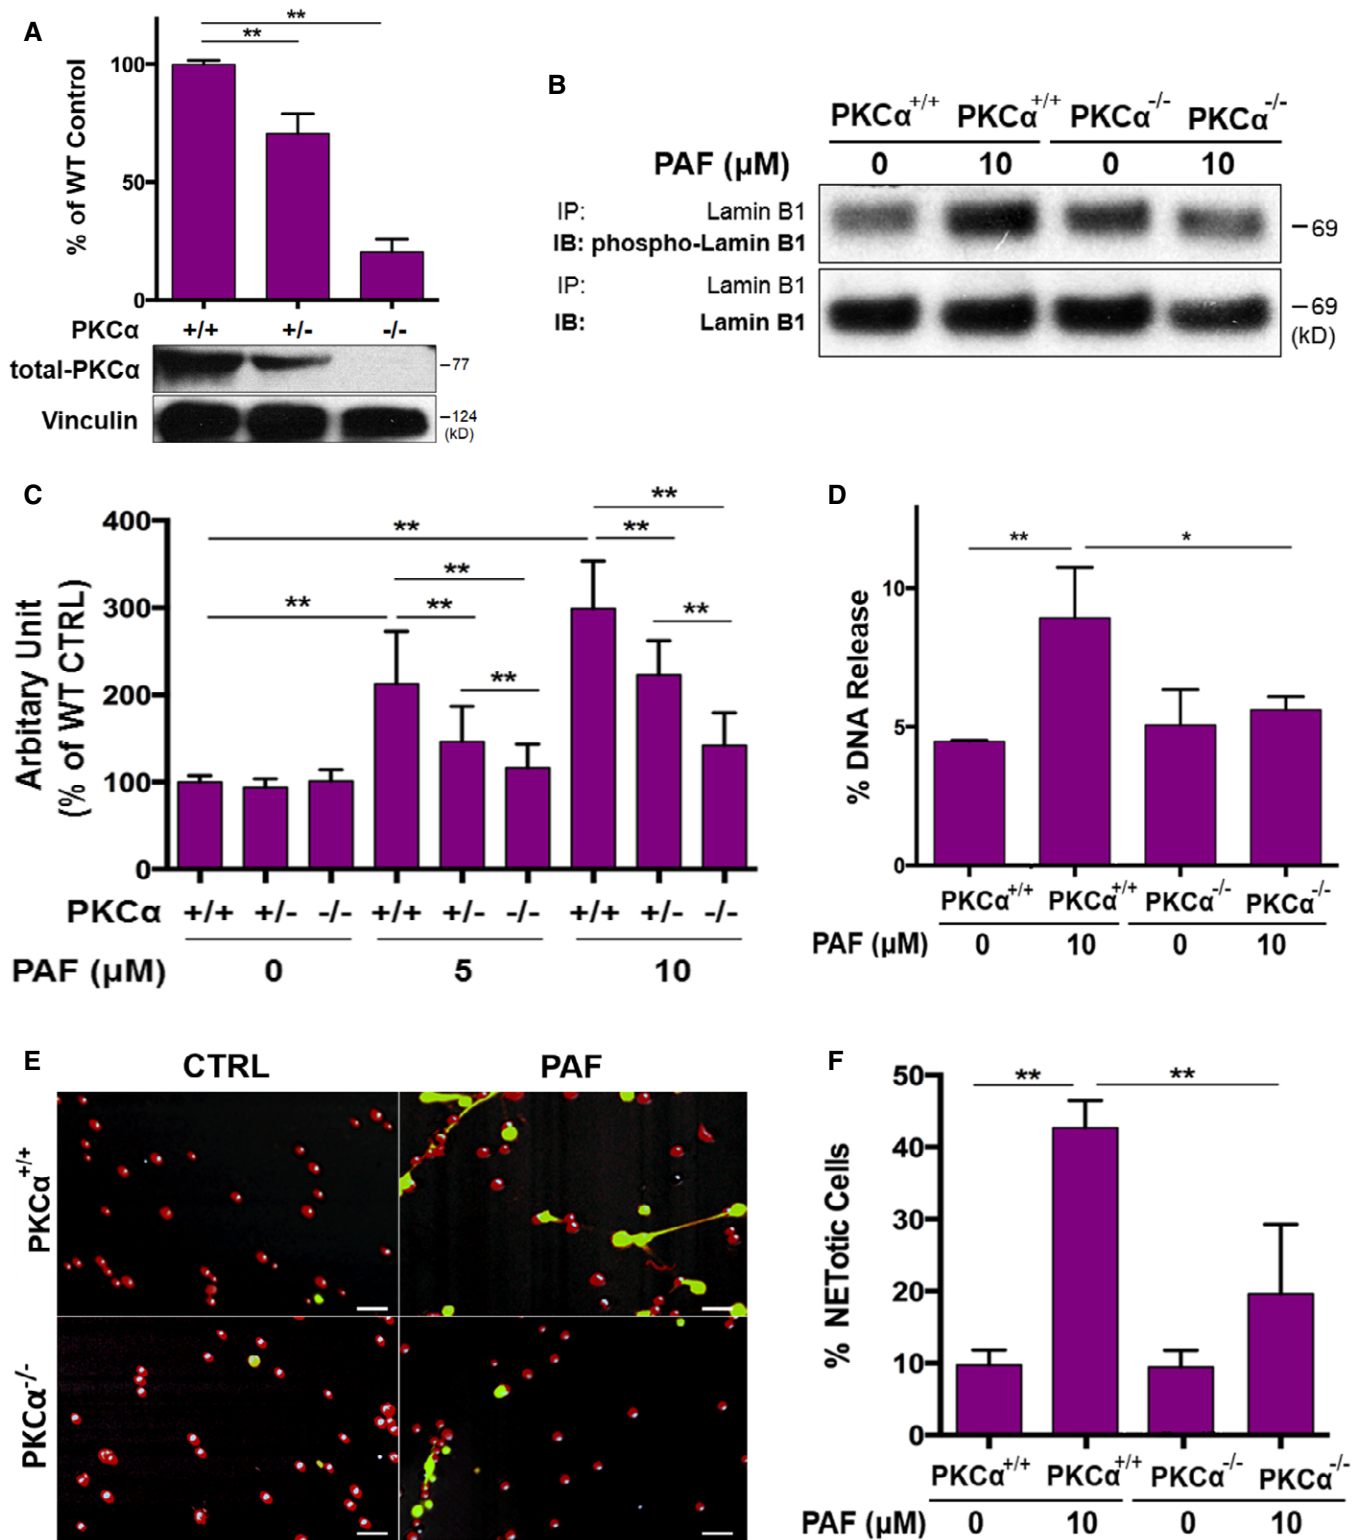 A
**
**
100
50
0
% of WT Control
PKCα +/+ +/- -/-
total-PKCα –77
Vinculin –124
(kD)
B
PKCα+/+ PKCα+/+ PKCα-/- PKCα-/-
PAF (μM) 0 10 0 10
IP: Lamin B1
IB: phospho-Lamin B1 –69
IP: Lamin B1
IB: Lamin B1 –69
(kD)
C
400
300
200
100
0
Arbitary Unit
(% of WT CTRL)
**
**
**
**
**
**
**
**
**
PKCα +/+ +/- -/- +/+ +/- -/- +/+ +/- -/-
PAF (μM) 0 5 10
D
10
5
0
% DNA Release
**
*
PKCα+/+ PKCα+/+ PKCα-/- PKCα-/-
PAF (μM) 0 10 0 10
E
CTRL PAF
PKCα+/+
PKCα-/-
F
50
40
30
20
10
0
% NETotic Cells
**
**
PKCα+/+ PKCα+/+ PKCα-/- PKCα-/-
PAF (μM) 0 10 0 10